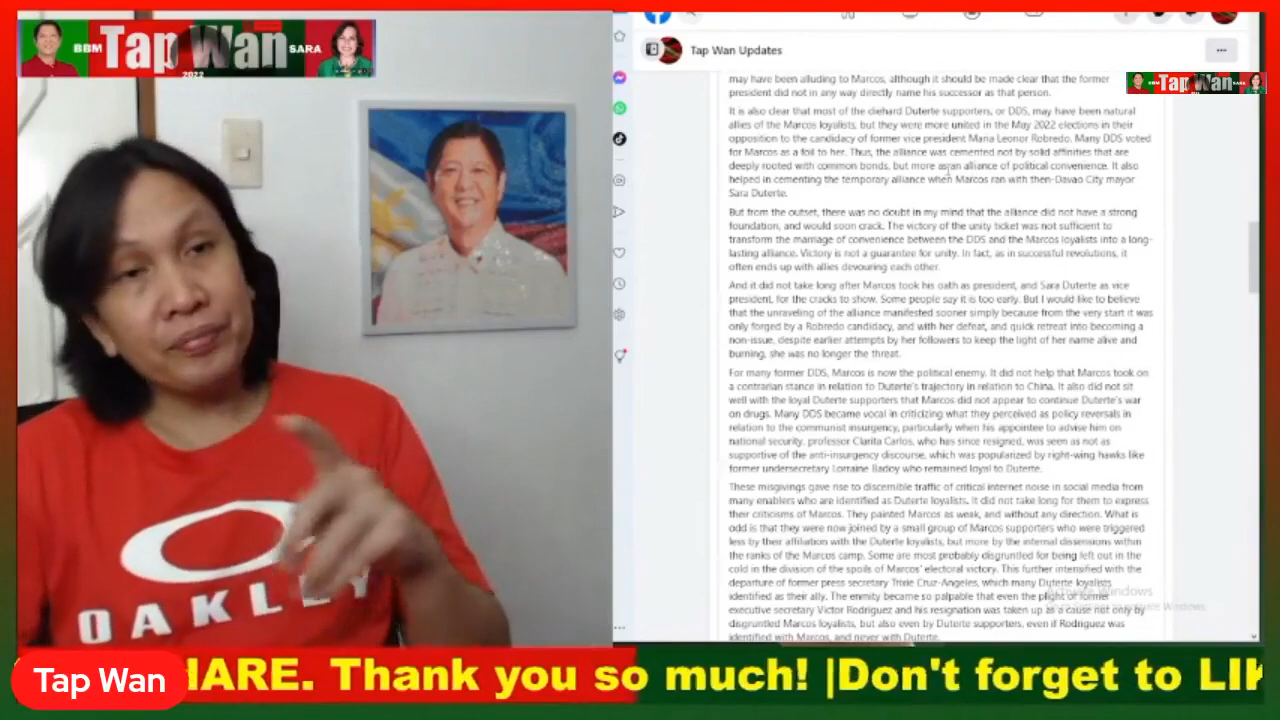 BBM Tap Wan SARA
2022
Tap Wan Updates
Tap Wan
may have been alluding to Marcos, although it should be made clear that the former
president did not in any way directly name his successor as that person.
It is also clear that most of the diehard Duterte supporters, or DDS, may have been natural
allies of the Marcos loyalists, but they were more united in the May 2022 elections in their
opposition to the candidacy of former vice president Maria Leonor Robredo. Many DDS voted
for Marcos as a foil to her. Thus, the alliance was cemented not by solid affinities that are
deeply rooted with common bonds, but more as an alliance of political convenience. It also
helped in cementing the temporary alliance when Marcos ran with then-Davao City mayor
Sara Duterte.
But from the outset, there was no doubt in my mind that the alliance did not have a strong
foundation, and would soon crack. The victory of the unity ticket was not sufficient to
transform the marriage of convenience between the DDS and the Marcos loyalists into a long-
lasting alliance. Victory is not a guarantee for unity. In fact, as in successful revolutions, it
often ends up with allies devouring each other.
And it did not take long after Marcos took his oath as president, and Sara Duterte as vice
president, for the cracks to show. Some people say it is too early. But I would like to believe
that the unraveling of the alliance manifested sooner simply because from the very start it was
only forged by a Robredo candidacy, and with her defeat, and quick retreat into becoming a
non-issue, despite earlier attempts by her followers to keep the light of her name alive and
burning, she was no longer the threat.
For many former DDS, Marcos is now the political enemy. It did not help that Marcos took on
a contrarian stance in relation to Duterte's trajectory in relation to China. It also did not sit
well with the loyal Duterte supporters that Marcos did not appear to continue Duterte's war
on drugs. Many DDS became vocal in criticizing what they perceived as policy reversals in
relation to the communist insurgency, particularly when his appointee to advise him on
national security, professor Clarita Carlos, who has since resigned, was seen as not as
supportive of the anti-insurgency discourse, which was popularized by right-wing hawks like
former undersecretary Lorraine Badoy who remained loyal to Duterte.
These misgivings gave rise to discernible traffic of critical internet noise in social media from
many enablers who are identified as Duterte loyalists. It did not take long for them to express
their criticisms of Marcos. They painted Marcos as weak, and without any direction. What is
odd is that they were now joined by a small group of Marcos supporters who were triggered
less by their affiliation with the Duterte loyalists, but more by the internal dissensions within
the ranks of the Marcos camp. Some are most probably disgruntled for being left out in the
cold in the division of the spoils of Marcos' electoral victory. This further intensified with the
departure of former press secretary Trixie Cruz-Angeles, which many Duterte loyalists
identified as their ally. The enmity became so palpable that even the plight of former
executive secretary Victor Rodriguez and his resignation was taken up as a cause not only by
disgruntled Marcos loyalists, but also even by Duterte supporters, even if Rodriguez was
identified with Marcos, and never with Duterte.
Activate Windows
OAKLEY
Tap Wan
HARE. Thank you so much! |Don't forget to LIK